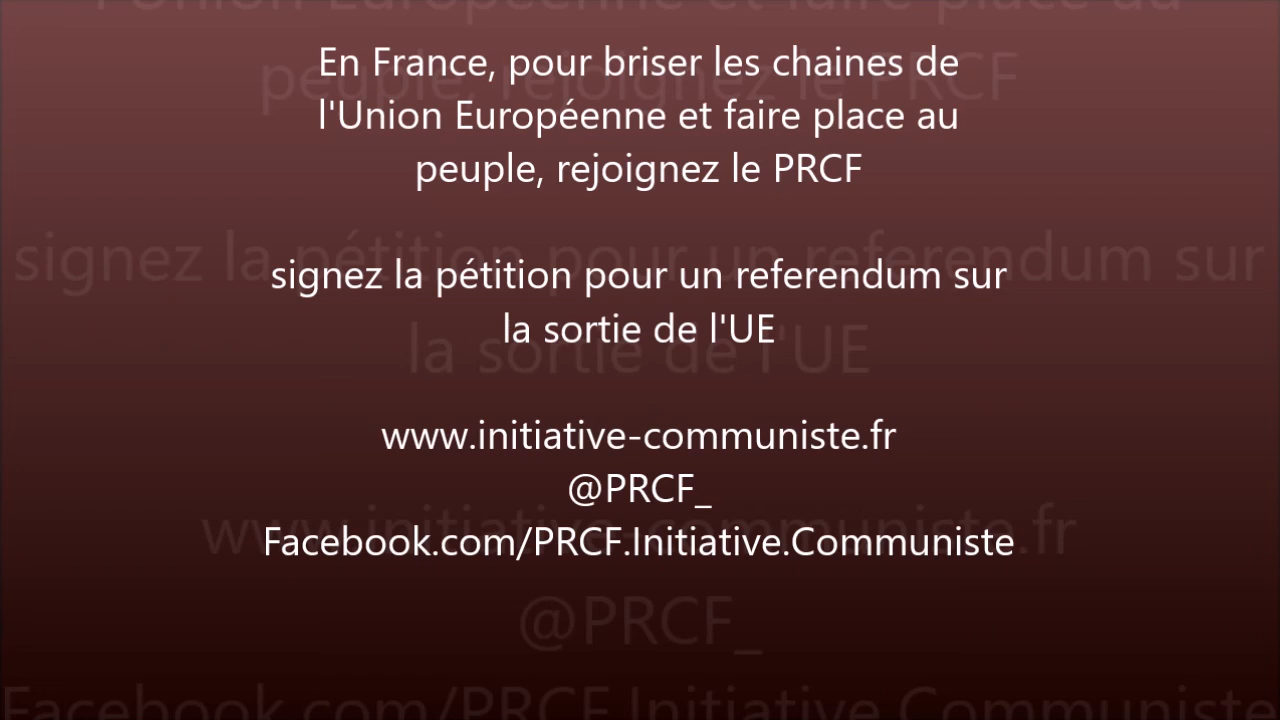 En France, pour briser les chaines de
l'Union Européenne et faire place au
peuple, rejoignez le PRCF
signez la pétition pour un referendum sur
la sortie de l'UE
www.initiative-communiste.fr
@PRCF_
Facebook.com/PRCF.Initiative.Communiste